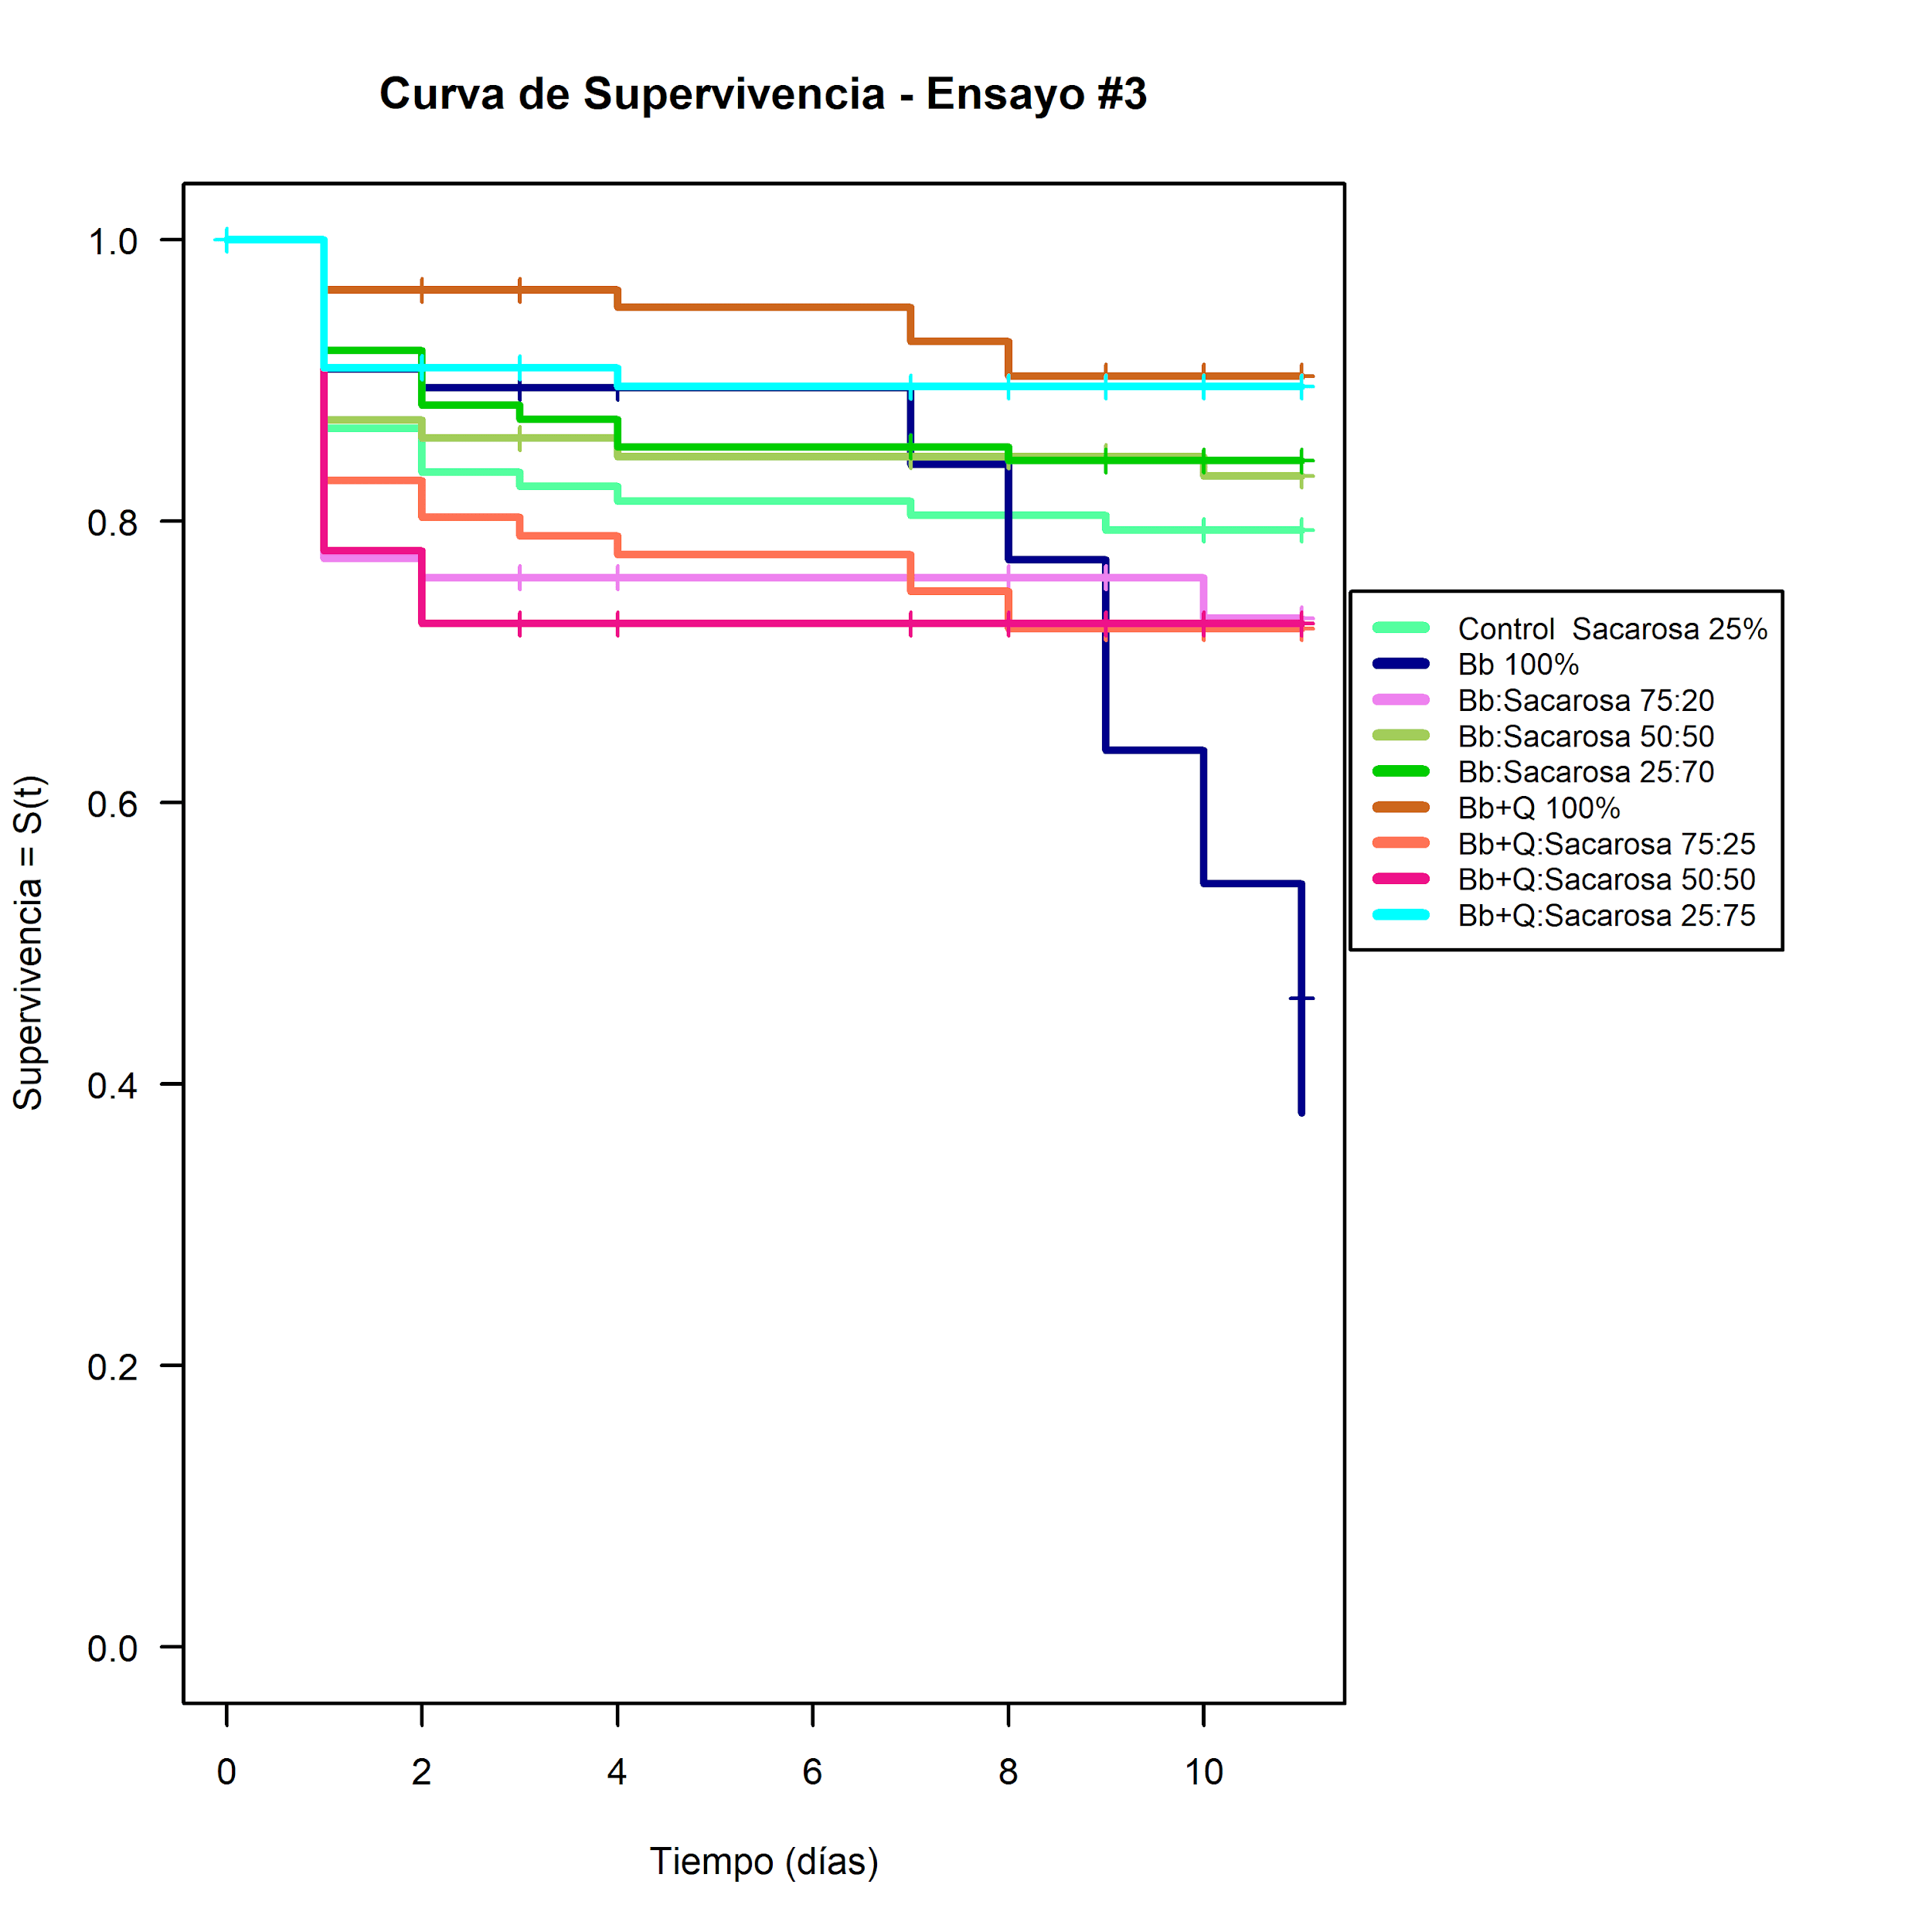 Curva de Supervivencia - Ensayo #3
Supervivencia = S(t)
1.0
0.8
0.6
0.4
0.2
0.0
0 2 4 6 8 10
Tiempo (días)
Control  Sacarosa 25%
Bb 100%
Bb:Sacarosa 75:20
Bb:Sacarosa 50:50
Bb:Sacarosa 25:70
Bb+Q 100%
Bb+Q:Sacarosa 75:25
Bb+Q:Sacarosa 50:50
Bb+Q:Sacarosa 25:75